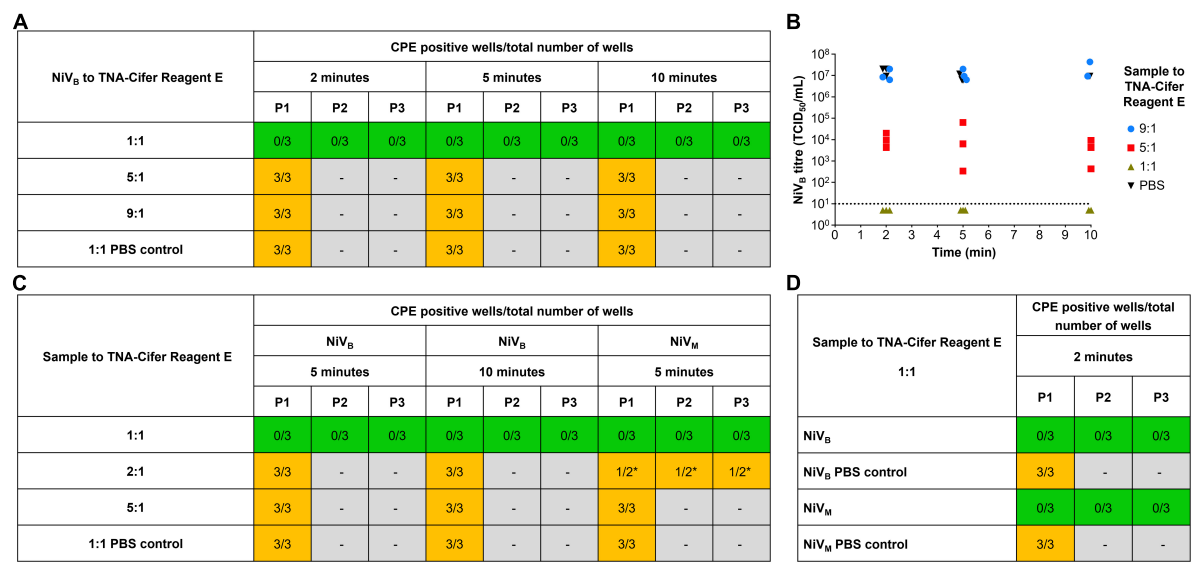 A
NiVB to TNA-Cifer Reagent E
CPE positive wells/total number of wells
2 minutes 5 minutes 10 minutes
P1 P2 P3 P1 P2 P3 P1 P2 P3
1:1 0/3 0/3 0/3 0/3 0/3 0/3 0/3 0/3 0/3
5:1 3/3 - - 3/3 - - 3/3 - -
9:1 3/3 - - 3/3 - - 3/3 - -
1:1 PBS control 3/3 - - 3/3 - - 3/3 - -
B
NiVB titre (TCID50/mL)
10^8
10^7
10^6
10^5
10^4
10^3
10^2
10^1
10^0
0 1 2 3 4 5 6 7 8 9 10
Time (min)
Sample to
TNA-Cifer
Reagent E
9:1
5:1
1:1
PBS
C
Sample to TNA-Cifer Reagent E
CPE positive wells/total number of wells
NiVB NiVB NiVM
5 minutes 10 minutes 5 minutes
P1 P2 P3 P1 P2 P3 P1 P2 P3
1:1 0/3 0/3 0/3 0/3 0/3 0/3 0/3 0/3 0/3
2:1 3/3 - - 3/3 - - 1/2* 1/2* 1/2*
5:1 3/3 - - 3/3 - - 3/3 - -
1:1 PBS control 3/3 - - 3/3 - - 3/3 - -
D
Sample to TNA-Cifer Reagent E
1:1
CPE positive wells/total
number of wells
2 minutes
P1 P2 P3
NiVB 0/3 0/3 0/3
NiVB PBS control 3/3 - -
NiVM 0/3 0/3 0/3
NiVM PBS control 3/3 - -